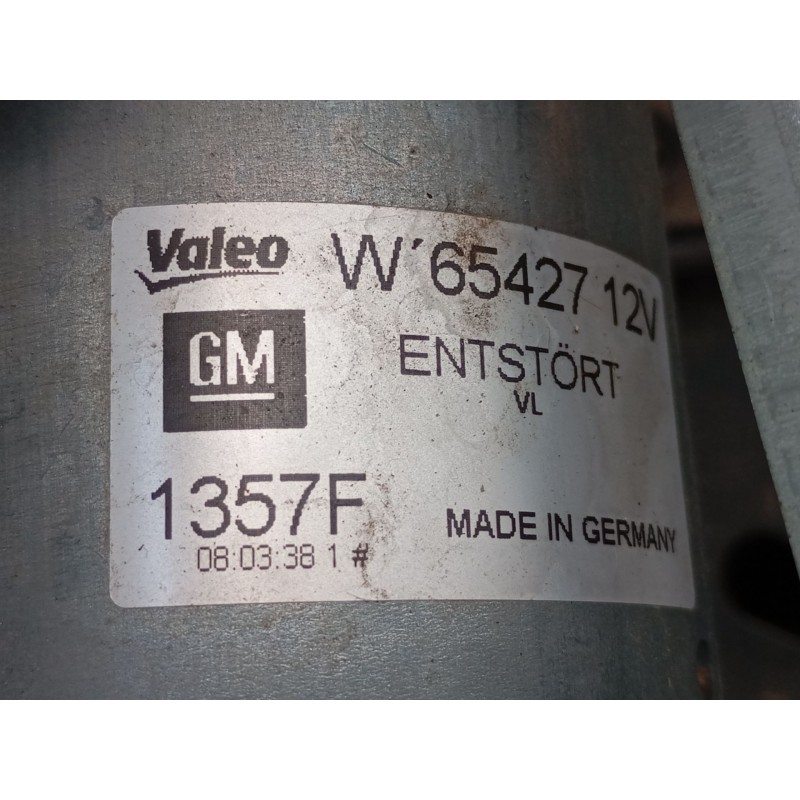 Valeo W´65427 12V
GM ENTSTÖRT
VL
1357F MADE IN GERMANY
08:03:38 1 #